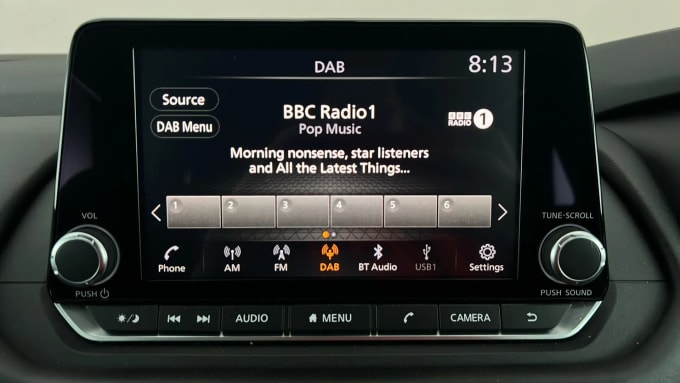 DAB
8:13
Source
BBC Radio1
Pop Music
BBC
RADIO 1
DAB Menu
Morning nonsense, star listeners
and All the Latest Things...
1 2 3 4 5 6
VOL
TUNE-SCROLL
Phone AM FM DAB BT Audio USB1 Settings
PUSH
PUSH SOUND
AUDIO MENU CAMERA